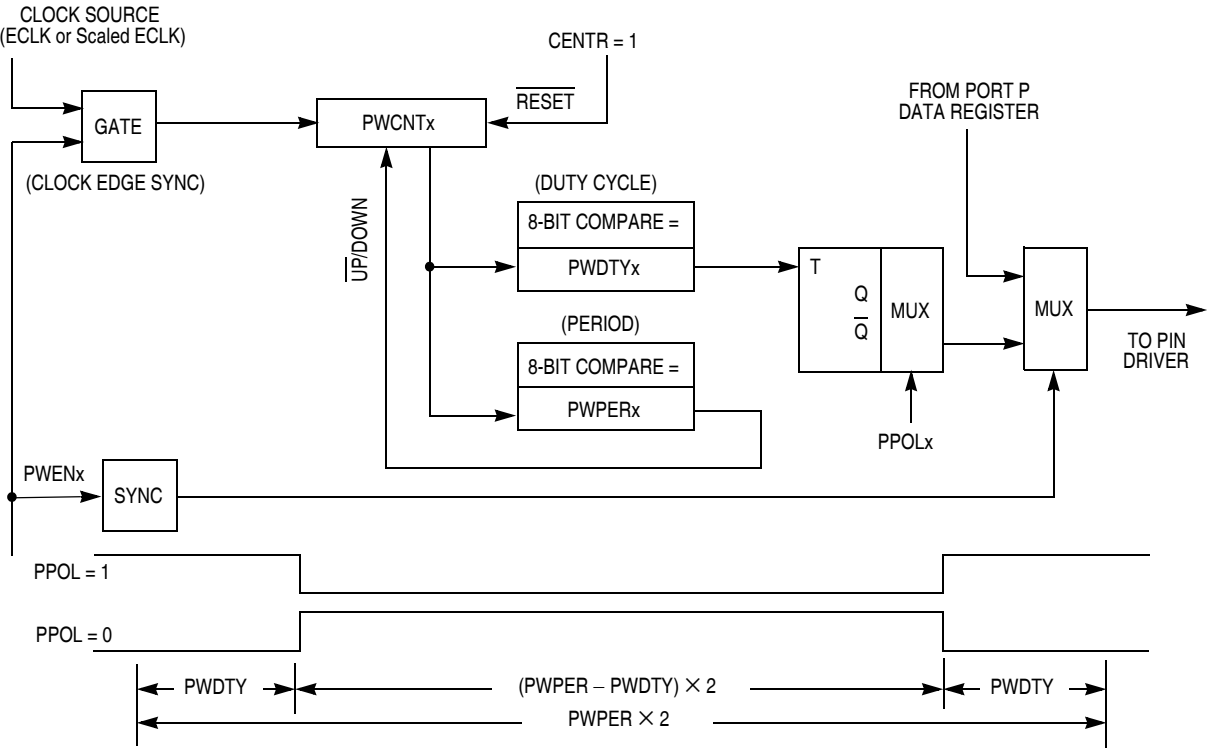 CLOCK SOURCE
(ECLK or Scaled ECLK)
CENTR = 1
RESET
FROM PORT P
DATA REGISTER
GATE
PWCNTx
(CLOCK EDGE SYNC)
UP/DOWN
(DUTY CYCLE)
8-BIT COMPARE =
PWDTYx
(PERIOD)
8-BIT COMPARE =
PWPERx
T
Q
Q
MUX
MUX
TO PIN
DRIVER
PPOLx
PWENx
SYNC
PPOL = 1
PPOL = 0
PWDTY
(PWPER – PWDTY) × 2
PWDTY
PWPER × 2